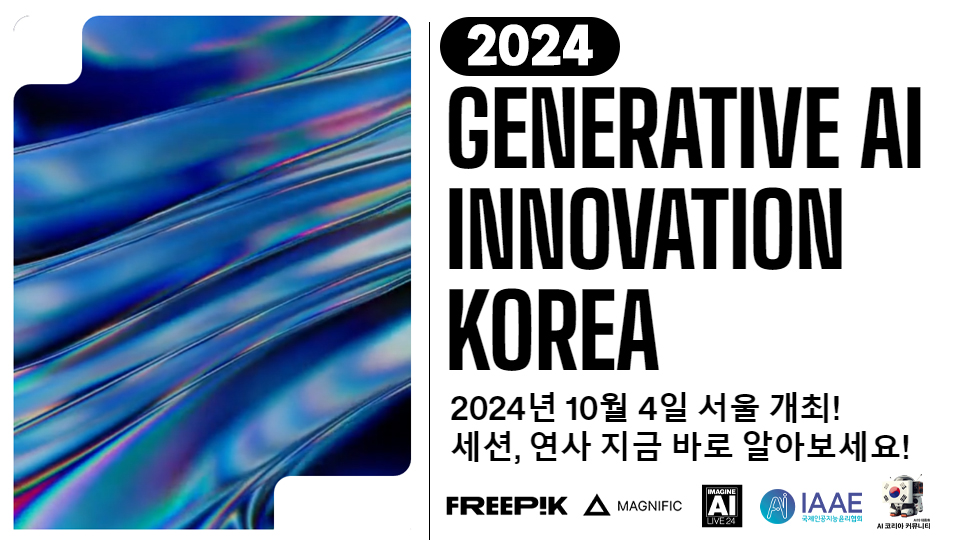 2024
GENERATIVE AI
INNOVATION
KOREA
2024년 10월 4일 서울 개최!
세션, 연사 지금 바로 알아보세요!
FREEP!K
MAGNIFIC
IMAGINE
AI
LIVE 24
AI
IAAE
국제인공지능윤리협회
AI 코리아 커뮤니티